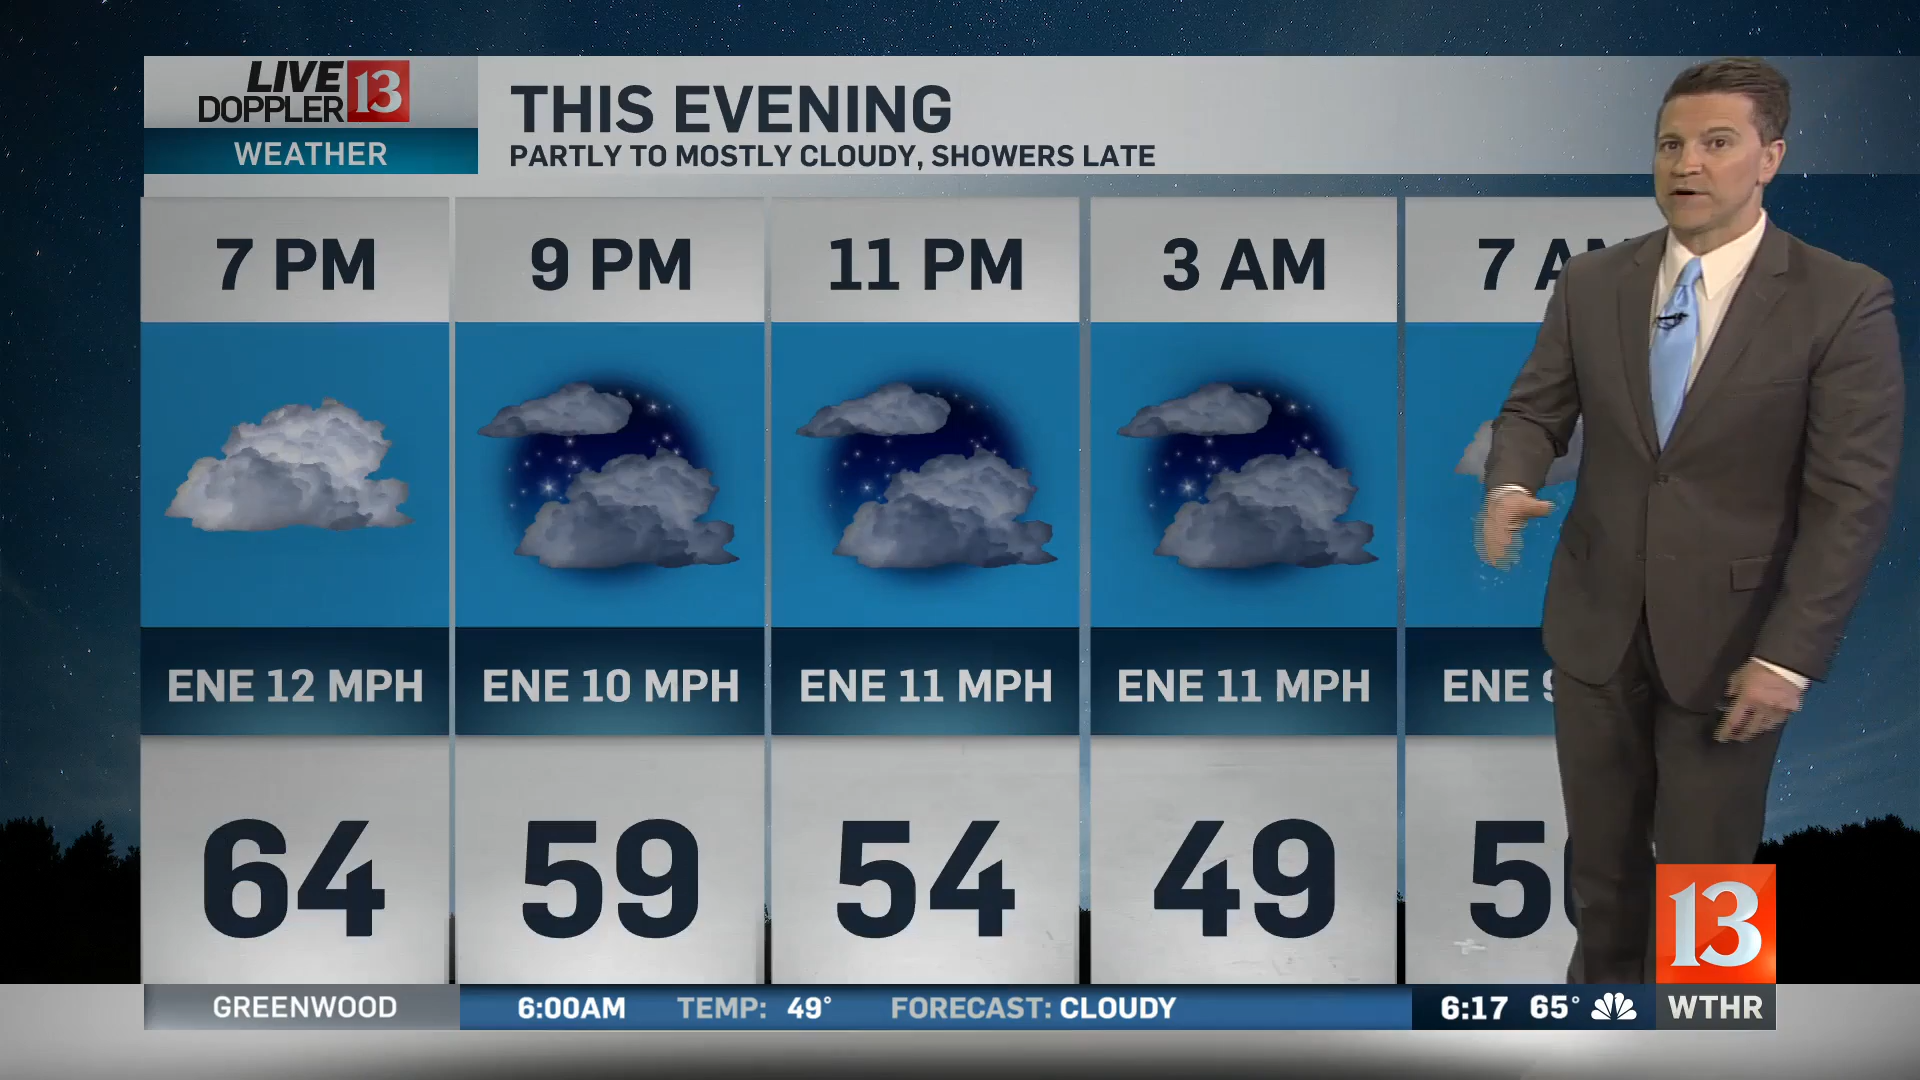 LIVE
DOPPLER 13
WEATHER
THIS EVENING
PARTLY TO MOSTLY CLOUDY, SHOWERS LATE
7 PM
9 PM
11 PM
3 AM
7
ENE 12 MPH
ENE 10 MPH
ENE 11 MPH
ENE 11 MPH
ENE
64
59
54
49
13
GREENWOOD
6:00AM TEMP: 49° FORECAST: CLOUDY
6:17 65°
WTHR